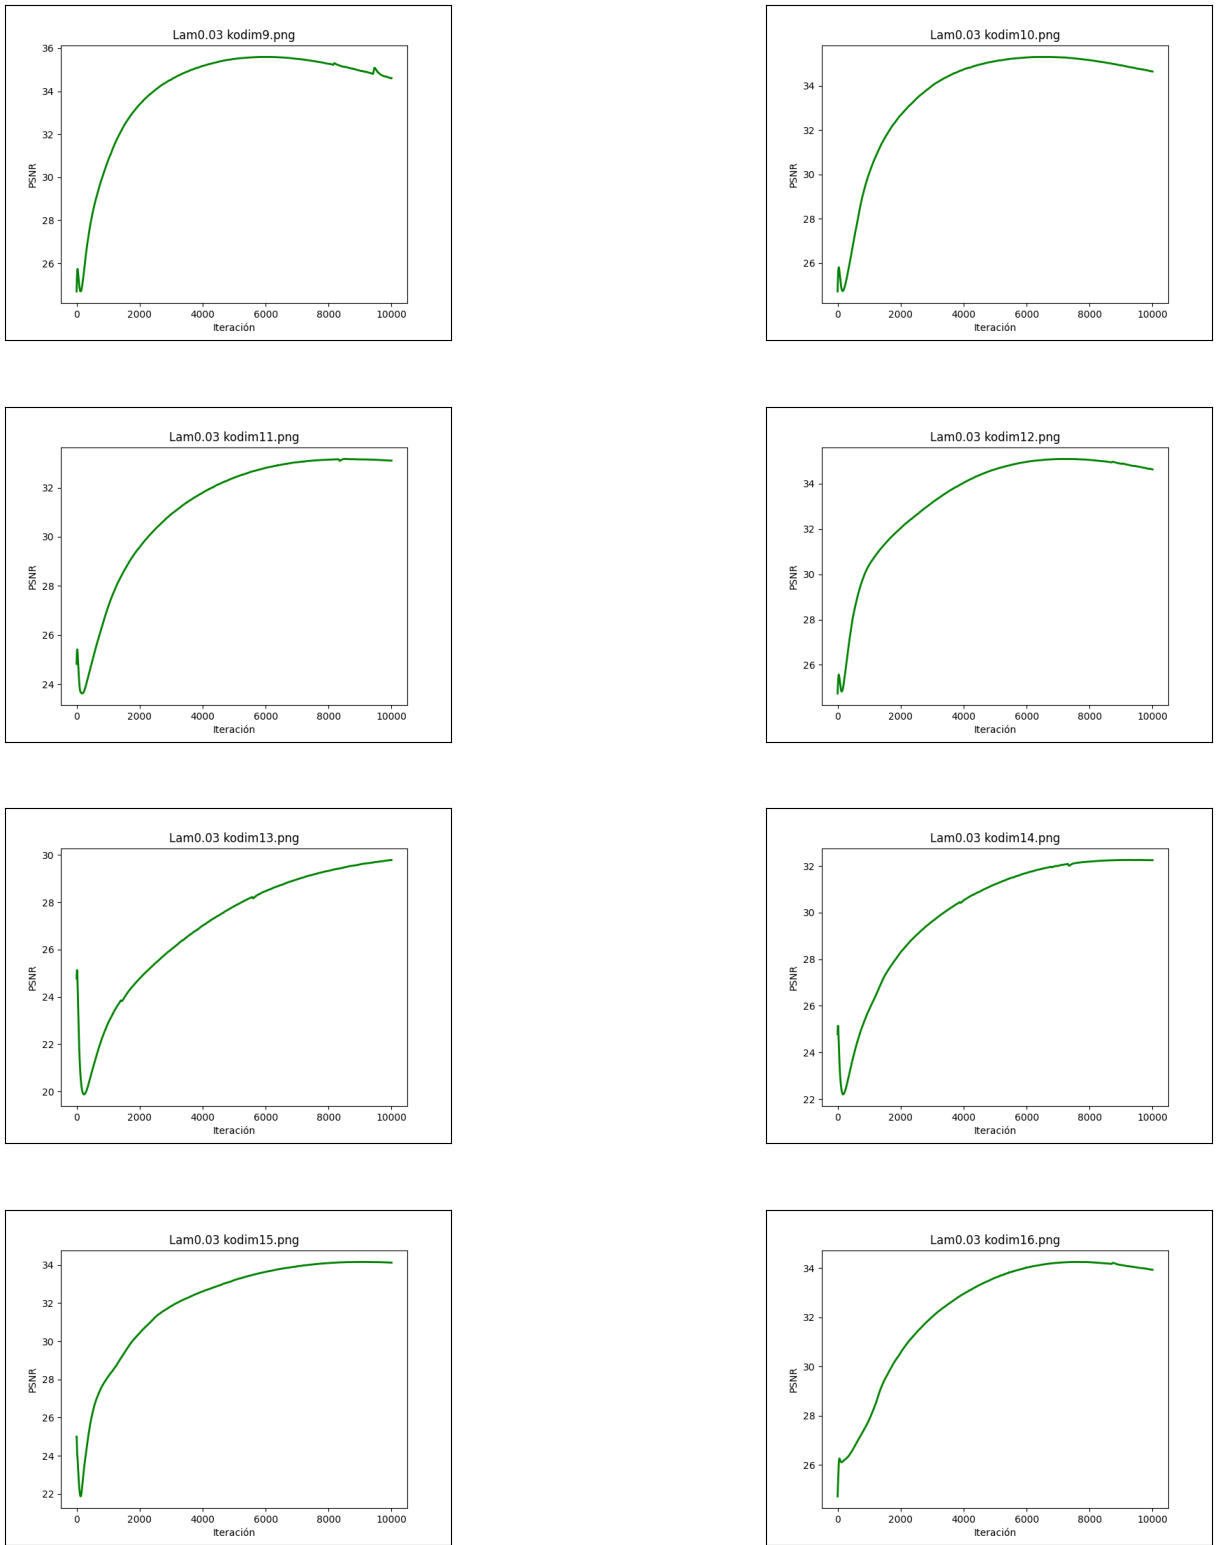 Lam0.03 kodim9.png
36
34
32
30
28
26
PSNR
0 2000 4000 6000 8000 10000
Iteración
Lam0.03 kodim10.png
34
32
30
28
26
PSNR
0 2000 4000 6000 8000 10000
Iteración
Lam0.03 kodim11.png
32
30
28
26
24
PSNR
0 2000 4000 6000 8000 10000
Iteración
Lam0.03 kodim12.png
34
32
30
28
26
PSNR
0 2000 4000 6000 8000 10000
Iteración
Lam0.03 kodim13.png
30
28
26
24
22
20
PSNR
0 2000 4000 6000 8000 10000
Iteración
Lam0.03 kodim14.png
32
30
28
26
24
22
PSNR
0 2000 4000 6000 8000 10000
Iteración
Lam0.03 kodim15.png
34
32
30
28
26
24
22
PSNR
0 2000 4000 6000 8000 10000
Iteración
Lam0.03 kodim16.png
34
32
30
28
26
PSNR
0 2000 4000 6000 8000 10000
Iteración